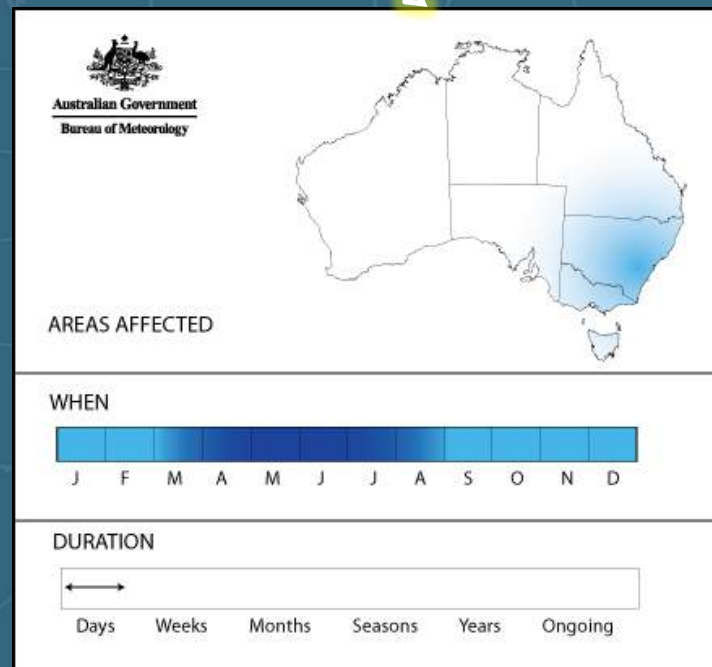 Australian Government
Bureau of Meteorology
AREAS AFFECTED
WHEN
J F M A M J J A S O N D
DURATION
Days Weeks Months Seasons Years Ongoing